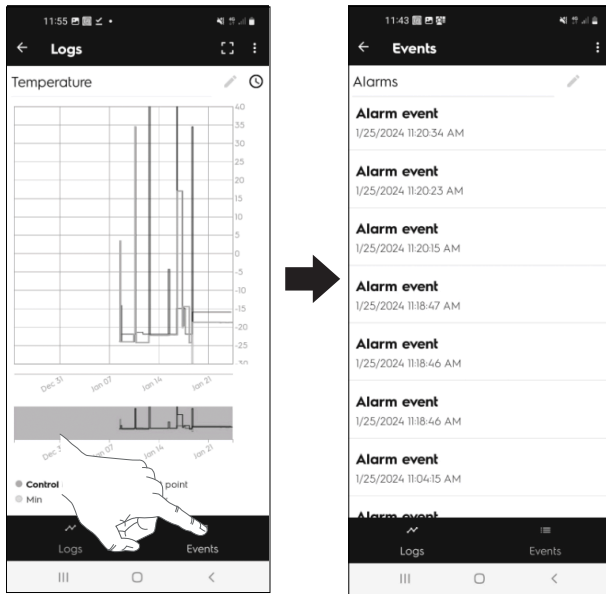 11:55
Logs
Temperature
40
35
30
25
20
15
10
5
0
-5
-10
-15
-20
-25
-30
Dec 31
Jan 07
Jan 14
Jan 21
Jan 07
Jan 14
Jan 21
Control
point
Min
Logs
Events
11:43
Events
Alarms
Alarm event
1/25/2024 11:20:34 AM
Alarm event
1/25/2024 11:20:23 AM
Alarm event
1/25/2024 11:20:15 AM
Alarm event
1/25/2024 11:18:47 AM
Alarm event
1/25/2024 11:18:46 AM
Alarm event
1/25/2024 11:18:46 AM
Alarm event
1/25/2024 11:04:15 AM
Alarm event
Logs
Events